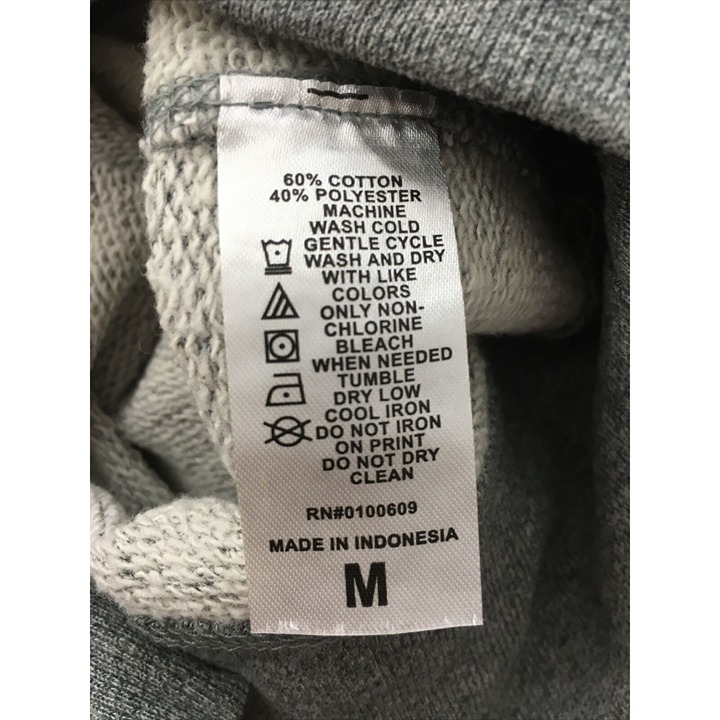 60% COTTON
40% POLYESTER
MACHINE
WASH COLD
GENTLE CYCLE
WASH AND DRY
WITH LIKE
COLORS
ONLY NON-
CHLORINE
BLEACH
WHEN NEEDED
TUMBLE
DRY LOW
COOL IRON
DO NOT IRON
ON PRINT
DO NOT DRY
CLEAN
RN#0100609
MADE IN INDONESIA
M